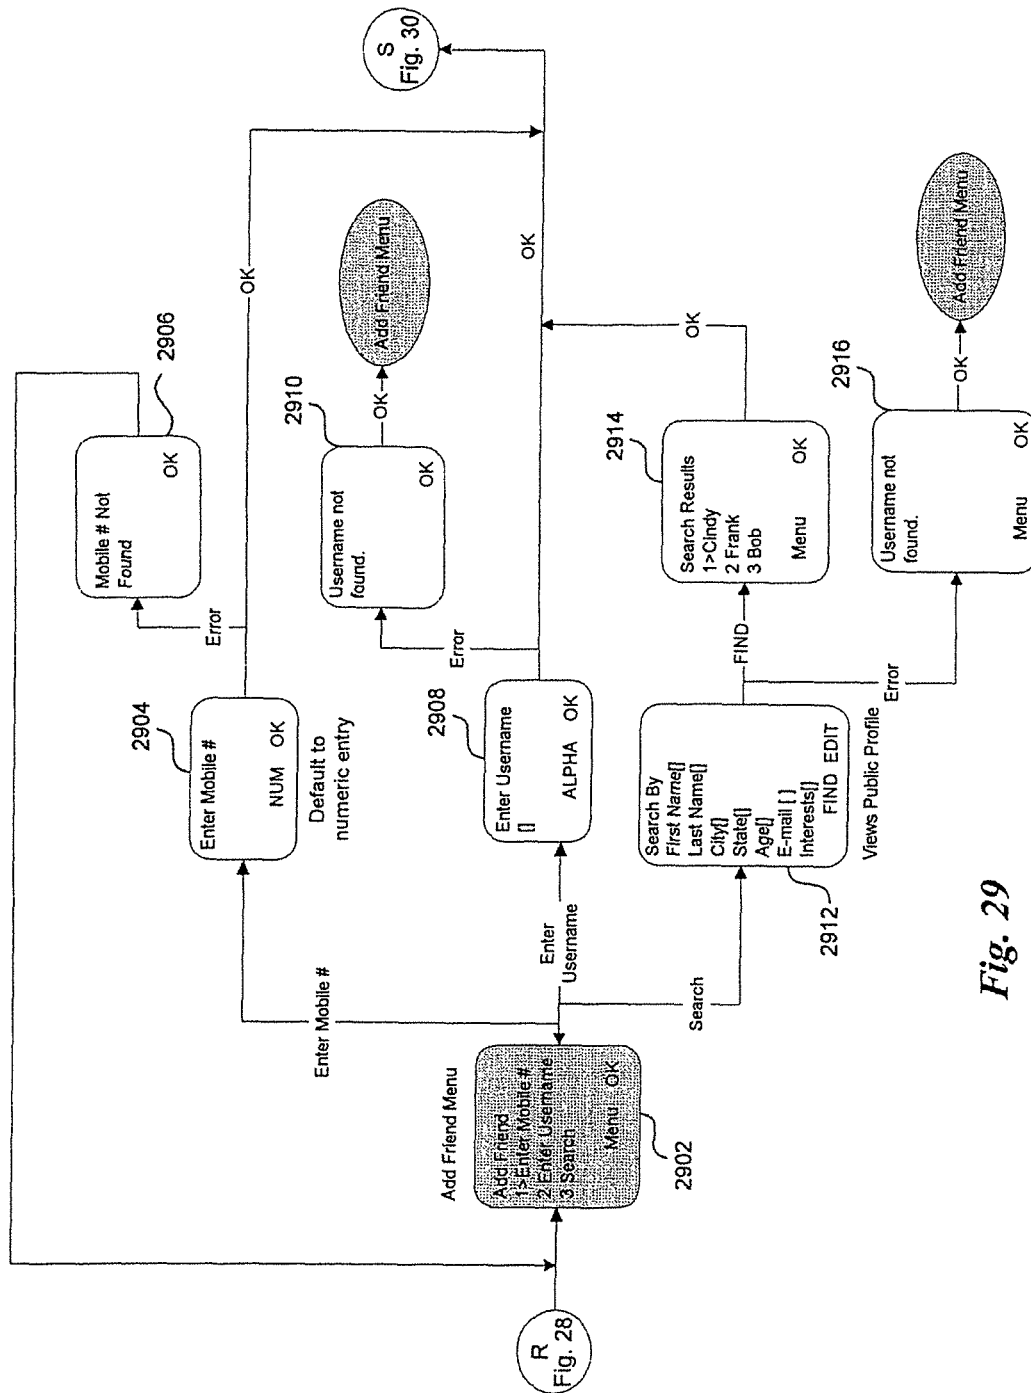 R
Fig. 28
Add Friend Menu
Add Friend
1>Enter Mobile #
2 Enter Username
3 Search
Menu OK
2902
Enter Mobile #
Enter
Username
Search
2904
Enter Mobile #
NUM OK
Default to
numeric entry
Error
2906
Mobile # Not
Found
OK
OK
2908
Enter Username
[]
ALPHA OK
Error
2910
Username not
found.
OK
OK
Add Friend Menu
OK
S
Fig. 30
2912
Search By
First Name[]
Last Name[]
City[]
State[]
Age[]
E-mail [ ]
Interests[]
FIND EDIT
Views Public Profile
FIND
2914
Search Results
1>Cindy
2 Frank
3 Bob
Menu OK
OK
Error
2916
Username not
found.
Menu OK
OK
Add Friend Menu
Fig. 29